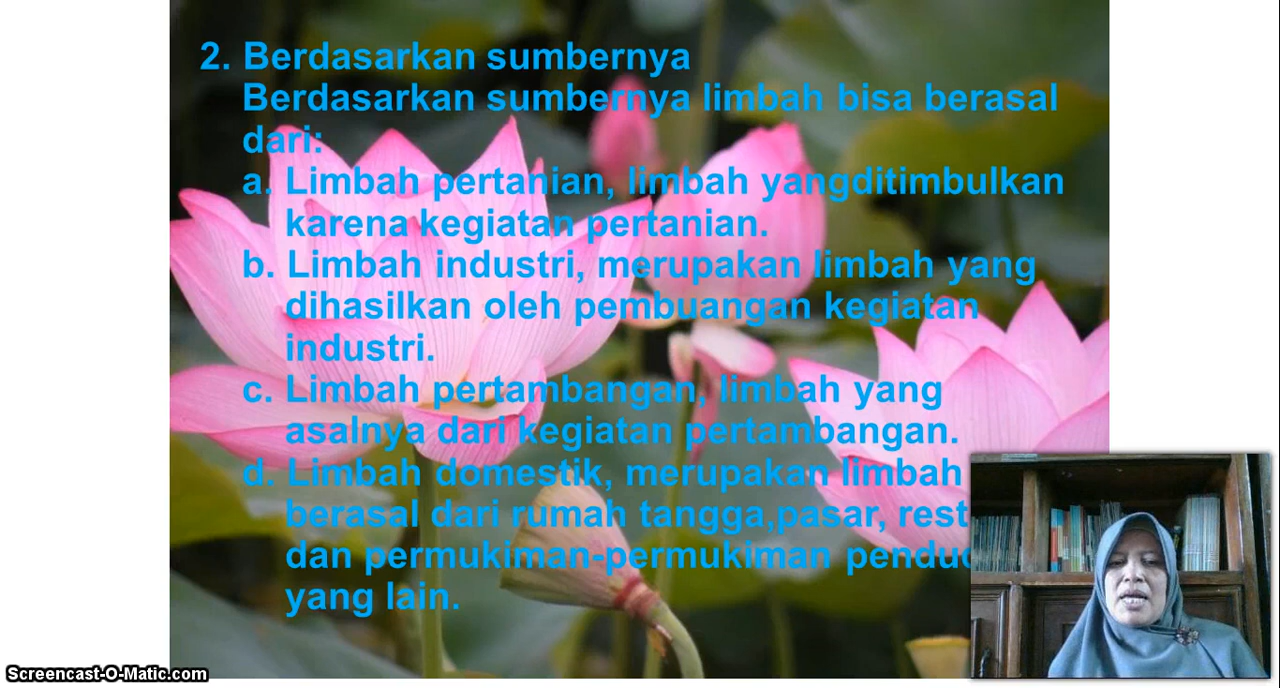 2. Berdasarkan sumbernya
Berdasarkan sumbernya limbah bisa berasal
dari:
a. Limbah pertanian, limbah yangditimbulkan
karena kegiatan pertanian.
b. Limbah industri, merupakan limbah yang
dihasilkan oleh pembuangan kegiatan
industri.
c. Limbah pertambangan, limbah yang
asalnya dari kegiatan pertambangan.
d. Limbah domestik, merupakan limbah
berasal dari rumah tangga,pasar, rest
dan permukiman-permukiman penduc
yang lain.
Screencast-O-Matic.com